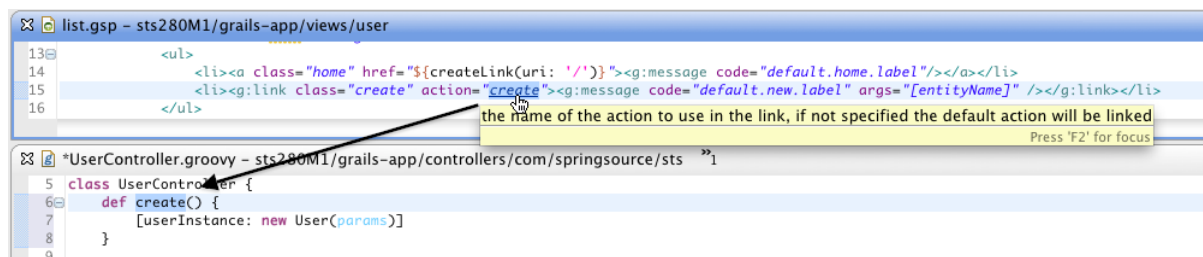 list.gsp – sts280M1/grails-app/views/user
13 <ul>
14 <li><a class="home" href="${createLink(uri: '/')}"><g:message code="default.home.label"/></a></li>
15 <li><g:link class="create" action="create"><g:message code="default.new.label" args="[entityName]" /></g:link></li>
16 </ul>
the name of the action to use in the link, if not specified the default action will be linked
Press 'F2' for focus
*UserController.groovy – sts280M1/grails-app/controllers/com/springsource/sts »1
5 class UserController {
6 def create() {
7 [userInstance: new User(params)]
8 }
9